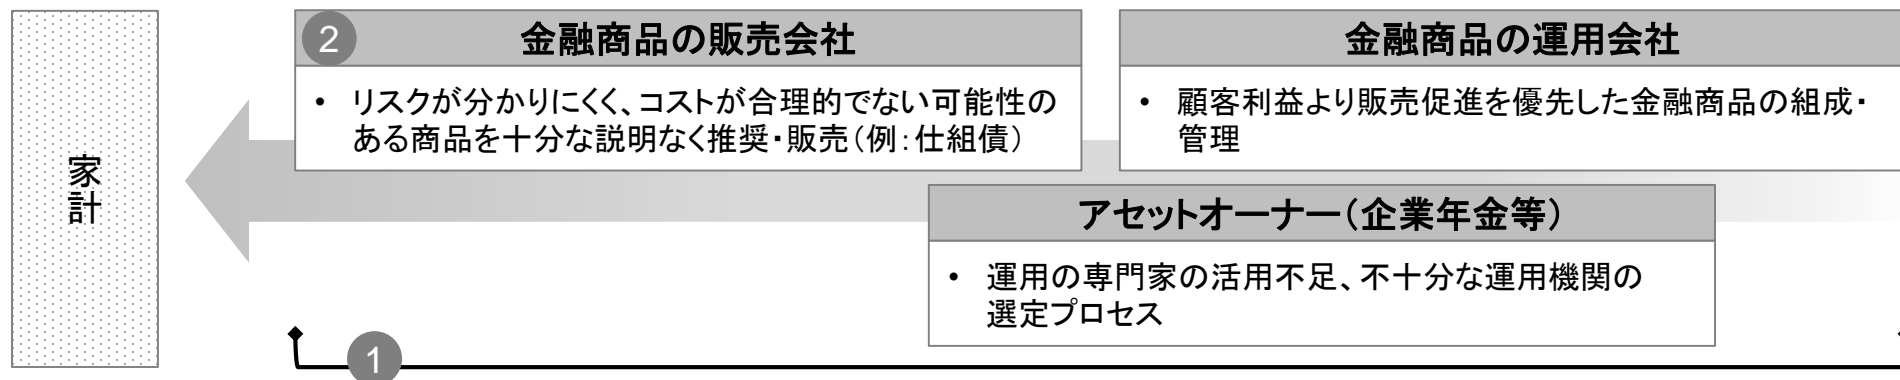 家計
2
金融商品の販売会社
• リスクが分かりにくく、コストが合理的でない可能性の
ある商品を十分な説明なく推奨・販売（例：仕組債）
金融商品の運用会社
• 顧客利益より販売促進を優先した金融商品の組成・
管理
アセットオーナー（企業年金等）
• 運用の専門家の活用不足、不十分な運用機関の
選定プロセス
1